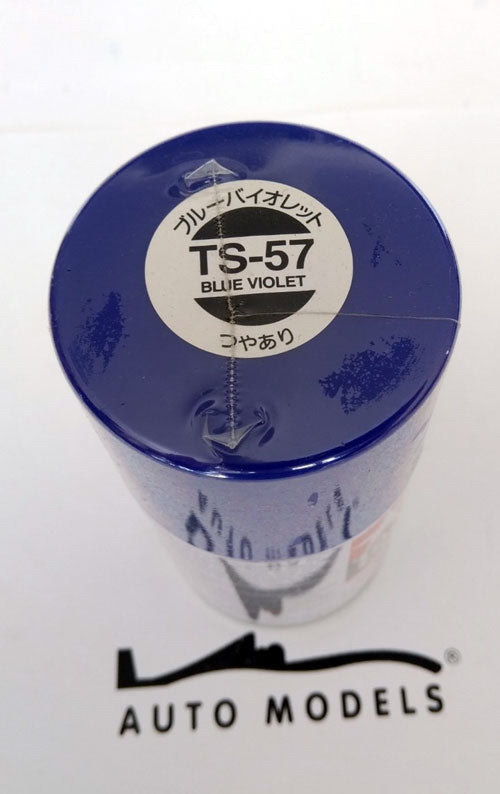 ブルーバイオレット
TS-57
BLUE VIOLET
つやあり
®
AUTO MODELS